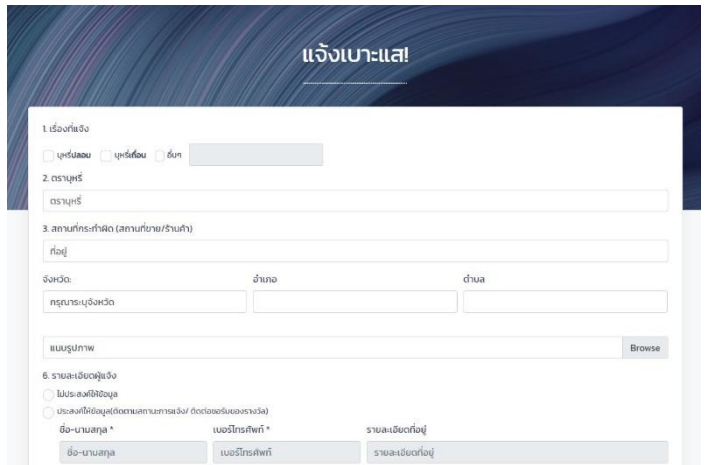 แจ้งเบาะแส!
1. เรื่องที่แจ้ง
บุหรี่ปลอม บุหรี่เถื่อน อื่นๆ
2. ตราบุหรี่
ตราบุหรี่
3. สถานที่กระทำผิด (สถานที่ขาย/ร้านค้า)
ที่อยู่
จังหวัด: อำเภอ ตำบล
กรุณาระบุจังหวัด
แนบรูปภาพ Browse
6. รายละเอียดผู้แจ้ง
ไม่ประสงค์ให้ข้อมูล
ประสงค์ให้ข้อมูล(ติดตามสถานะการแจ้ง/ ติดต่อขอรับของรางวัล)
ชื่อ-นามสกุล * เบอร์โทรศัพท์ * รายละเอียดที่อยู่
ชื่อ-นามสกุล เบอร์โทรศัพท์ รายละเอียดที่อยู่